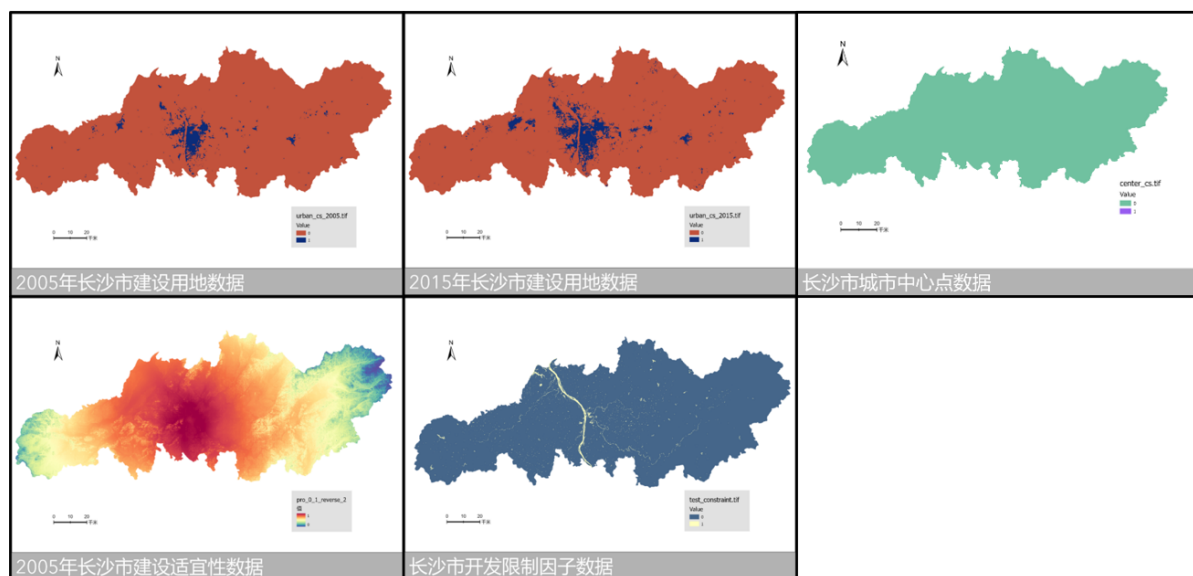 N
urban_cs_2005.tif
Value
0
1
0 10 20
千米
2005年长沙市建设用地数据
N
urban_cs_2015.tif
Value
0
1
0 10 20
千米
2015年长沙市建设用地数据
N
center_cs.tif
Value
0
1
0 10 20
千米
长沙市城市中心点数据
N
pro_0_1_reverse_2
值
1
0
0 10 20
千米
2005年长沙市建设适宜性数据
N
test_constraint.tif
Value
0
1
0 10 20
千米
长沙市开发限制因子数据